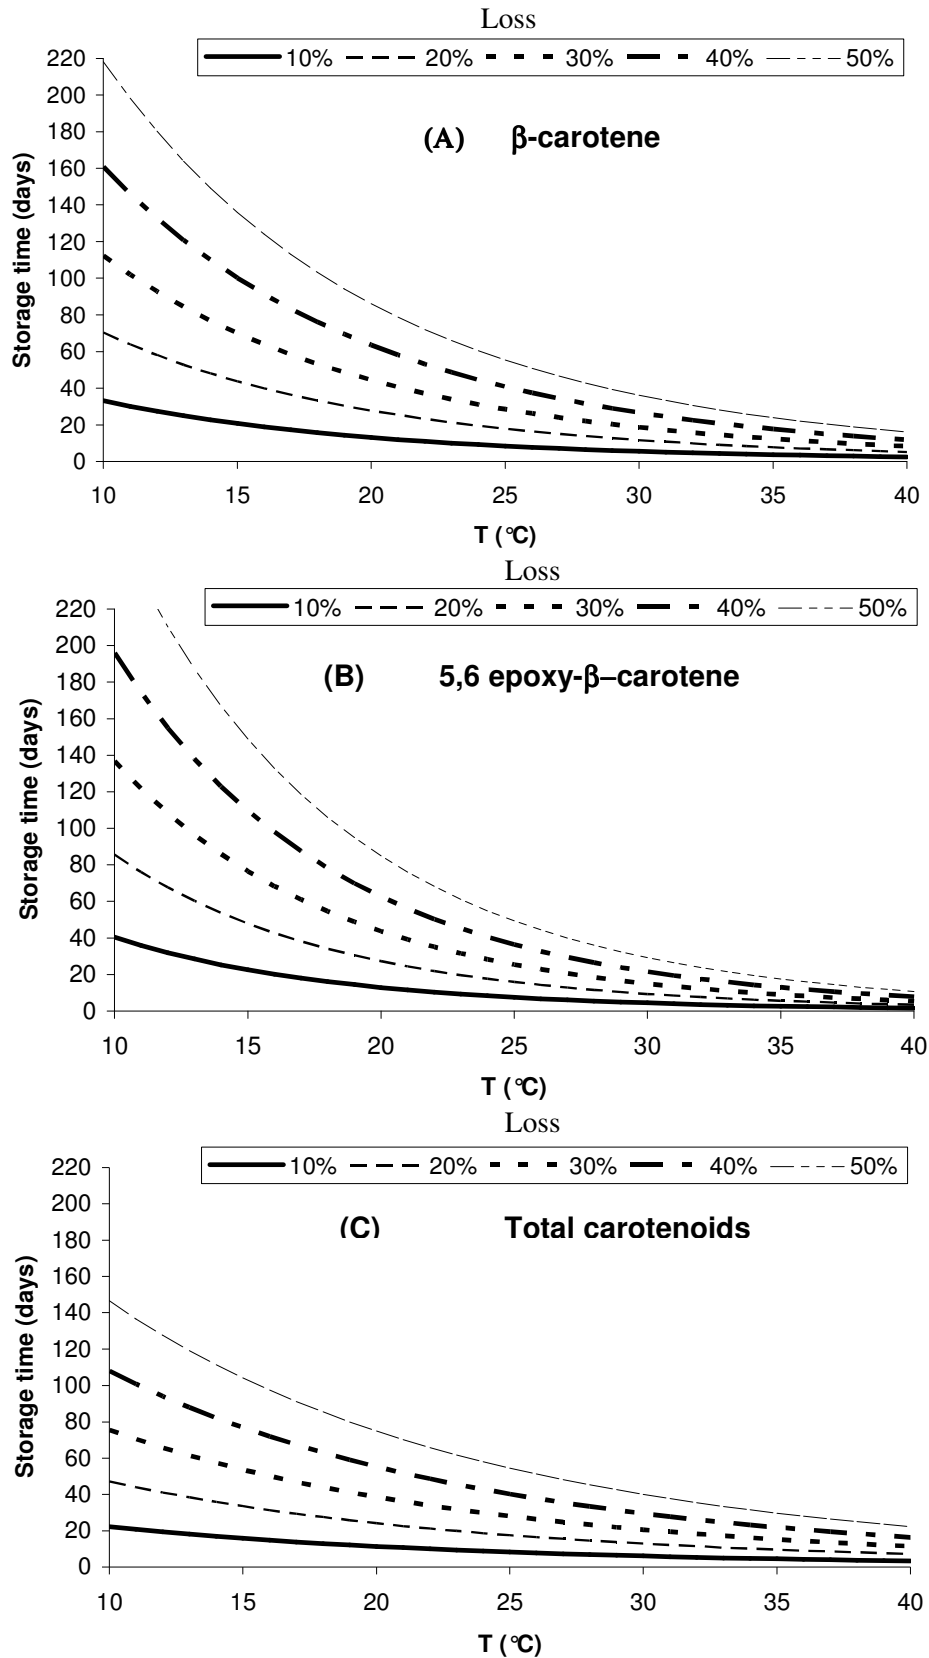 Loss
10% 20% 30% 40% 50%
220
200
180
160
140
120
100
80
60
40
20
0
Storage time (days)
(A) β-carotene
10 15 20 25 30 35 40
T (°C)
Loss
10% 20% 30% 40% 50%
220
200
180
160
140
120
100
80
60
40
20
0
Storage time (days)
(B) 5,6 epoxy-β–carotene
10 15 20 25 30 35 40
T (°C)
Loss
10% 20% 30% 40% 50%
220
200
180
160
140
120
100
80
60
40
20
0
Storage time (days)
(C) Total carotenoids
10 15 20 25 30 35 40
T (°C)